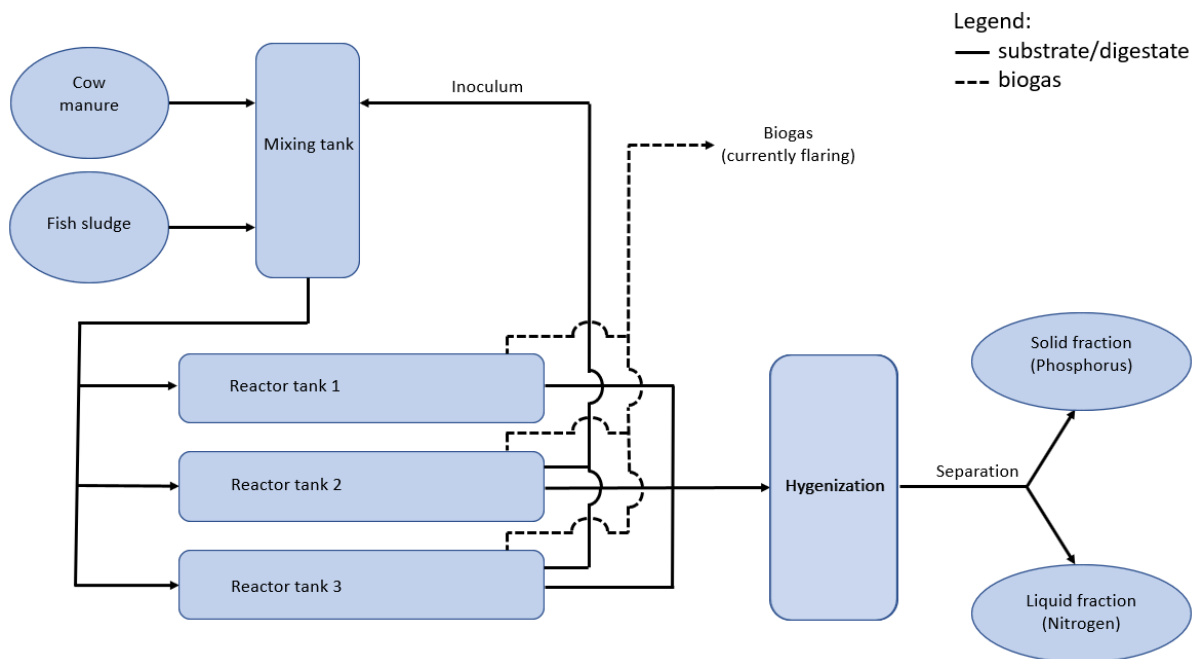 Legend:
substrate/digestate
biogas
Cow
manure
Mixing tank
Inoculum
Biogas
(currently flaring)
Fish sludge
Reactor tank 1
Reactor tank 2
Reactor tank 3
Hygenization
Separation
Solid fraction
(Phosphorus)
Liquid fraction
(Nitrogen)